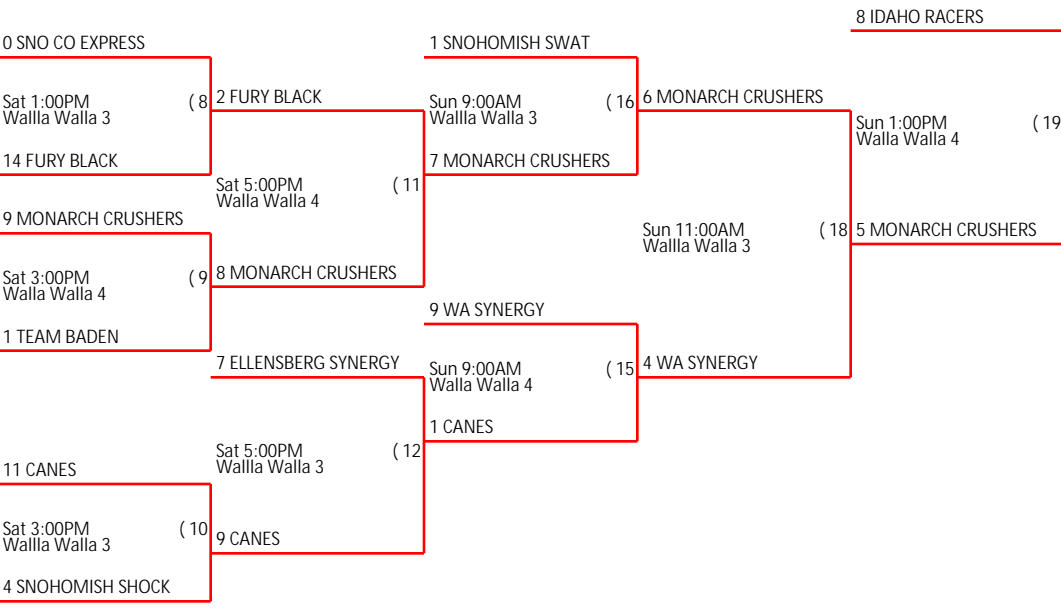 8 IDAHO RACERS
0 SNO CO EXPRESS
1 SNOHOMISH SWAT
Sat 1:00PM
Wallla Walla 3
( 8
2 FURY BLACK
Sun 9:00AM
Wallla Walla 3
( 16
6 MONARCH CRUSHERS
Sun 1:00PM
Walla Walla 4
( 19
14 FURY BLACK
7 MONARCH CRUSHERS
Sat 5:00PM
Walla Walla 4
( 11
9 MONARCH CRUSHERS
Sun 11:00AM
Wallla Walla 3
( 18
5 MONARCH CRUSHERS
Sat 3:00PM
Walla Walla 4
( 9
8 MONARCH CRUSHERS
9 WA SYNERGY
1 TEAM BADEN
7 ELLENSBERG SYNERGY
Sun 9:00AM
Walla Walla 4
( 15
4 WA SYNERGY
1 CANES
Sat 5:00PM
Wallla Walla 3
( 12
11 CANES
Sat 3:00PM
Wallla Walla 3
( 10
9 CANES
4 SNOHOMISH SHOCK